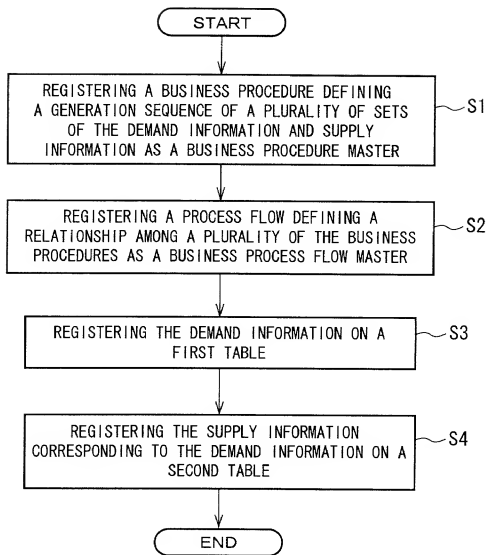 START
REGISTERING A BUSINESS PROCEDURE DEFINING
A GENERATION SEQUENCE OF A PLURALITY OF SETS
OF THE DEMAND INFORMATION AND SUPPLY
INFORMATION AS A BUSINESS PROCEDURE MASTER
S1
REGISTERING A PROCESS FLOW DEFINING A
RELATIONSHIP AMONG A PLURALITY OF THE BUSINESS
PROCEDURES AS A BUSINESS PROCESS FLOW MASTER
S2
REGISTERING THE DEMAND INFORMATION ON A
FIRST TABLE
S3
REGISTERING THE SUPPLY INFORMATION
CORRESPONDING TO THE DEMAND INFORMATION ON A
SECOND TABLE
S4
END